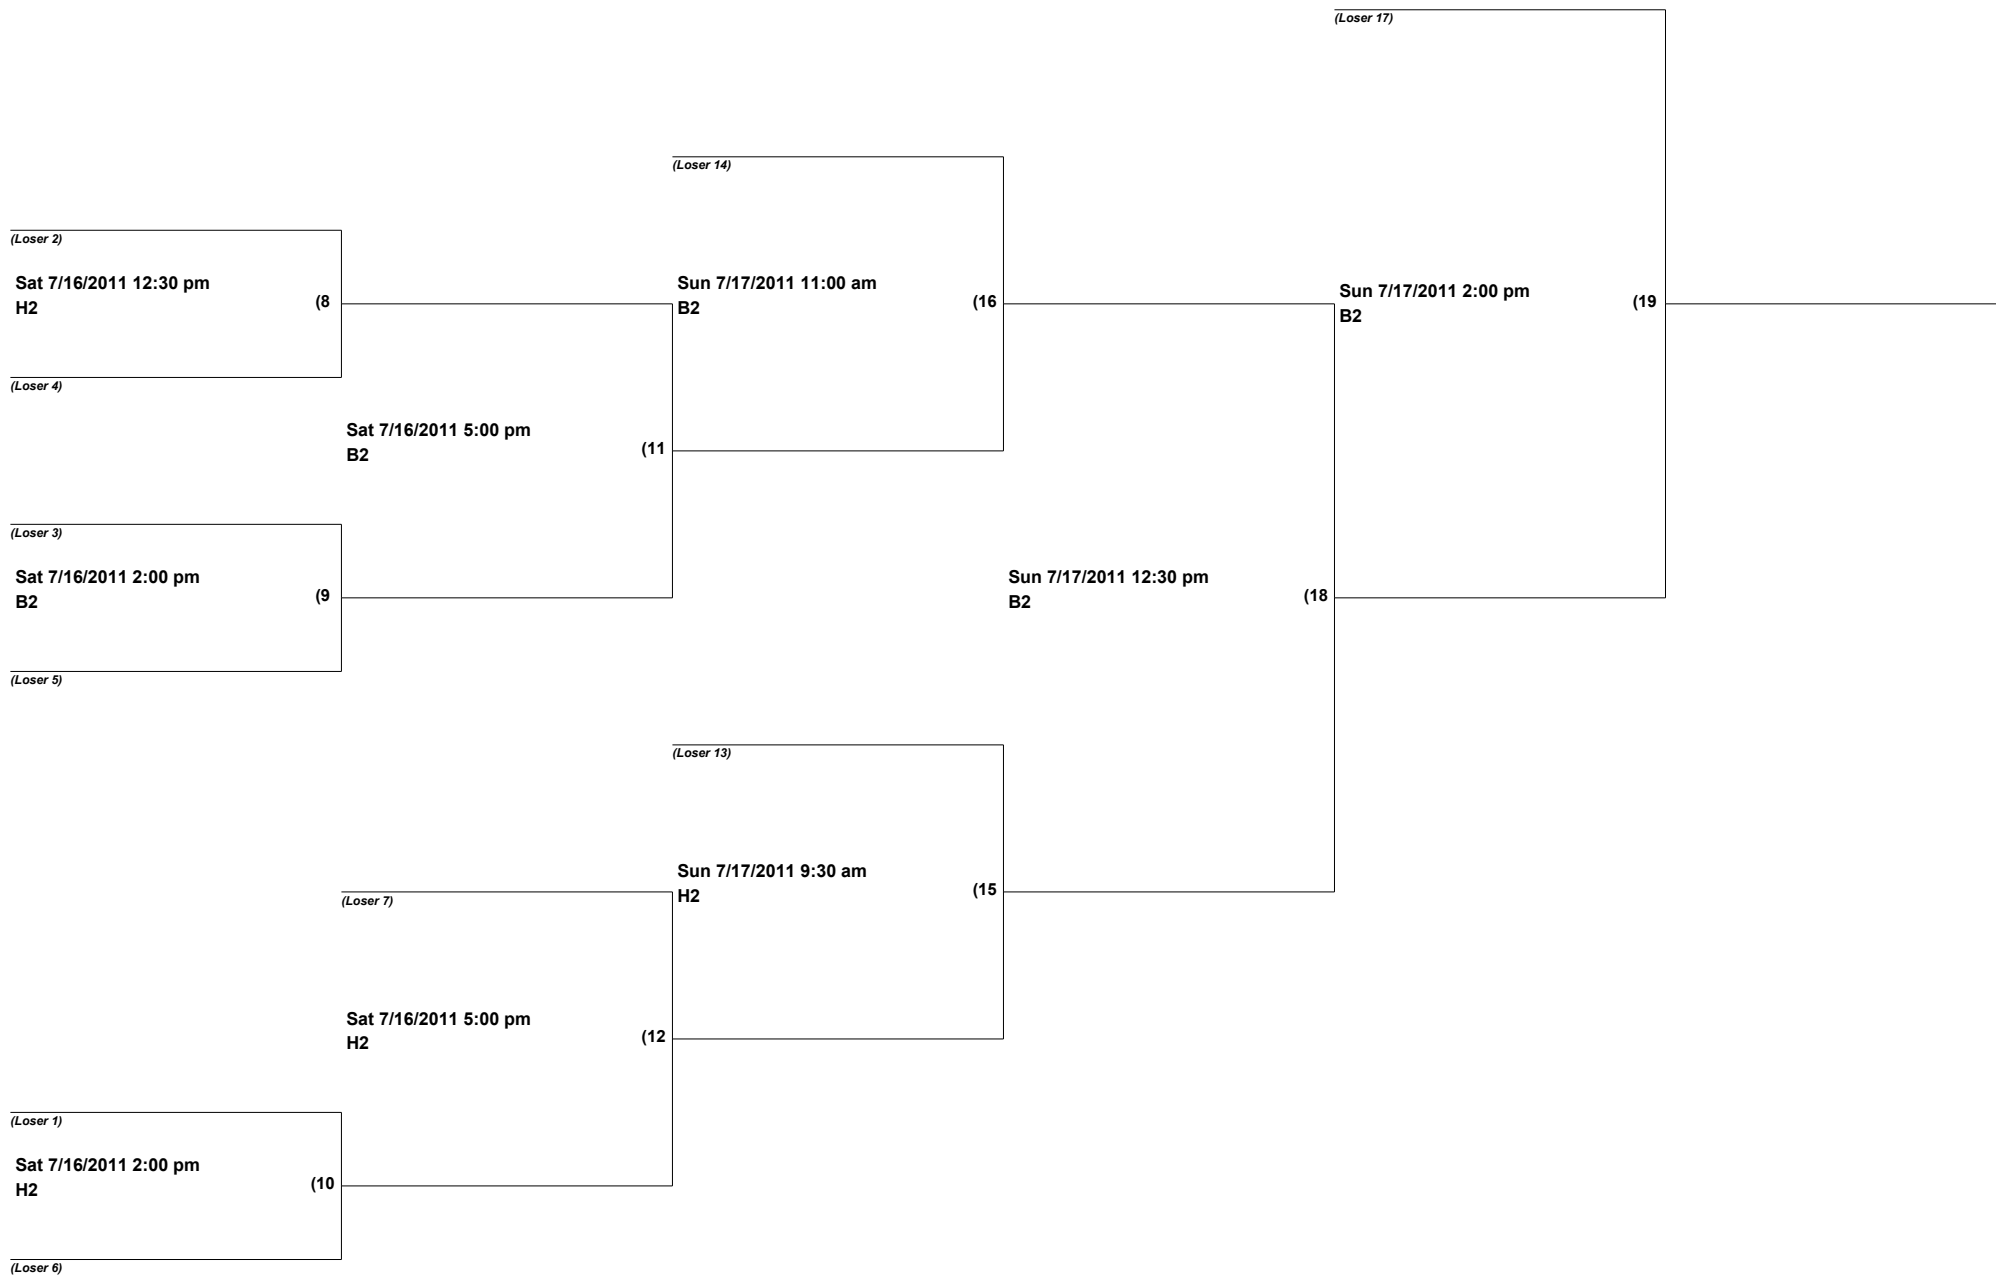 (Loser 17)
(Loser 14)
(Loser 2)
Sat 7/16/2011 12:30 pm
H2
(8
Sun 7/17/2011 11:00 am
B2
(16
Sun 7/17/2011 2:00 pm
B2
(19
(Loser 4)
Sat 7/16/2011 5:00 pm
B2
(11
(Loser 3)
Sat 7/16/2011 2:00 pm
B2
(9
Sun 7/17/2011 12:30 pm
B2
(18
(Loser 5)
(Loser 13)
Sun 7/17/2011 9:30 am
H2
(15
(Loser 7)
Sat 7/16/2011 5:00 pm
H2
(12
(Loser 1)
Sat 7/16/2011 2:00 pm
H2
(10
(Loser 6)